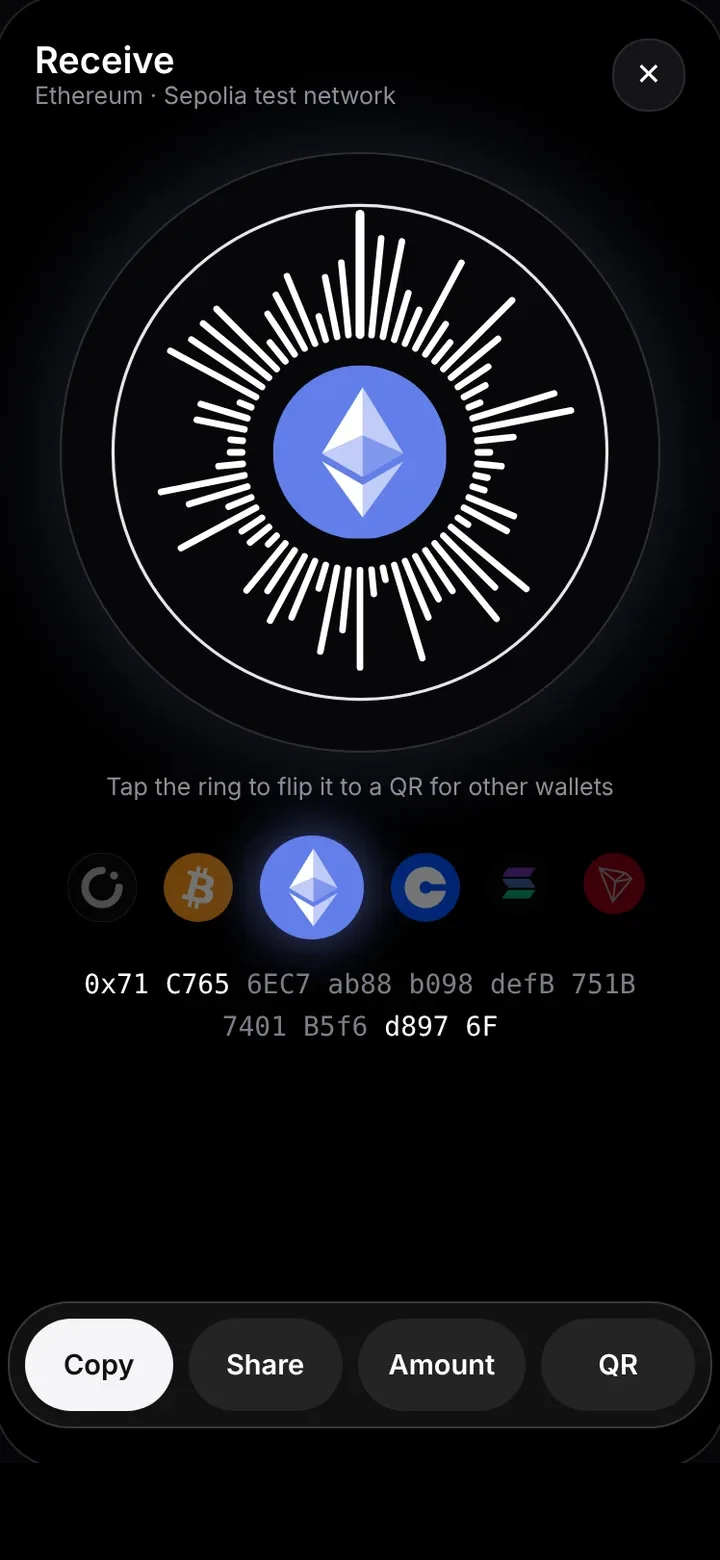 Receive
Ethereum · Sepolia test network
Tap the ring to flip it to a QR for other wallets
0x71 C765 6EC7 ab88 b098 defB 751B
7401 B5f6 d897 6F
Copy Share Amount QR